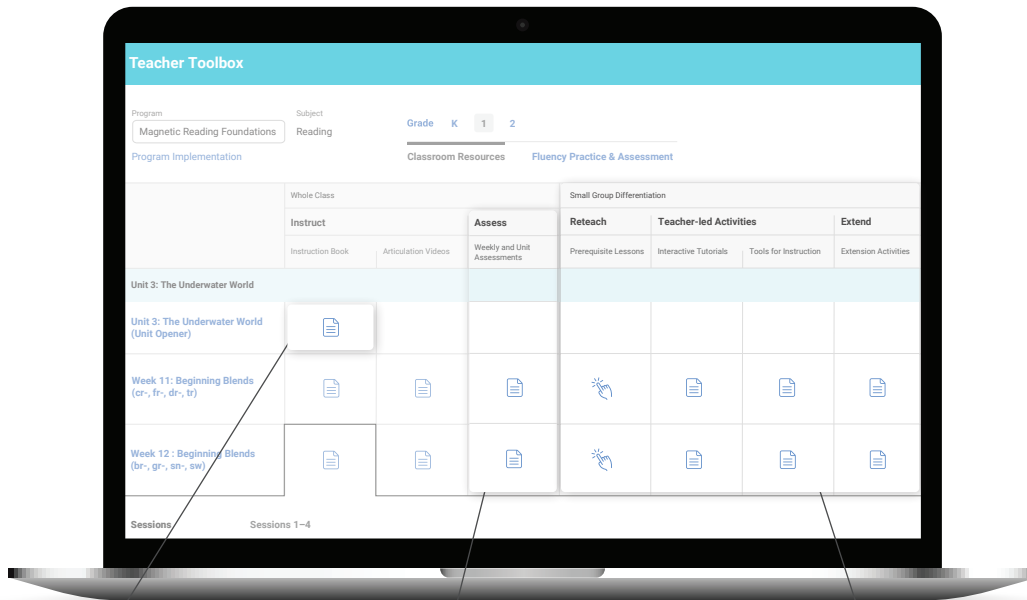 Teacher Toolbox
Program
Subject
Magnetic Reading Foundations
Reading
Grade K 1 2
Program Implementation
Classroom Resources
Fluency Practice & Assessment
Whole Class
Small Group Differentiation
Instruct
Assess
Reteach
Teacher-led Activities
Extend
Instruction Book
Articulation Videos
Weekly and Unit
Assessments
Prerequisite Lessons
Interactive Tutorials
Tools for Instruction
Extension Activities
Unit 3: The Underwater World
Unit 3: The Underwater World
(Unit Opener)
Week 11: Beginning Blends
(cr-, fr-, dr-, tr)
Week 12 : Beginning Blends
(br-, gr-, sn-, sw)
Sessions
Sessions 1–4